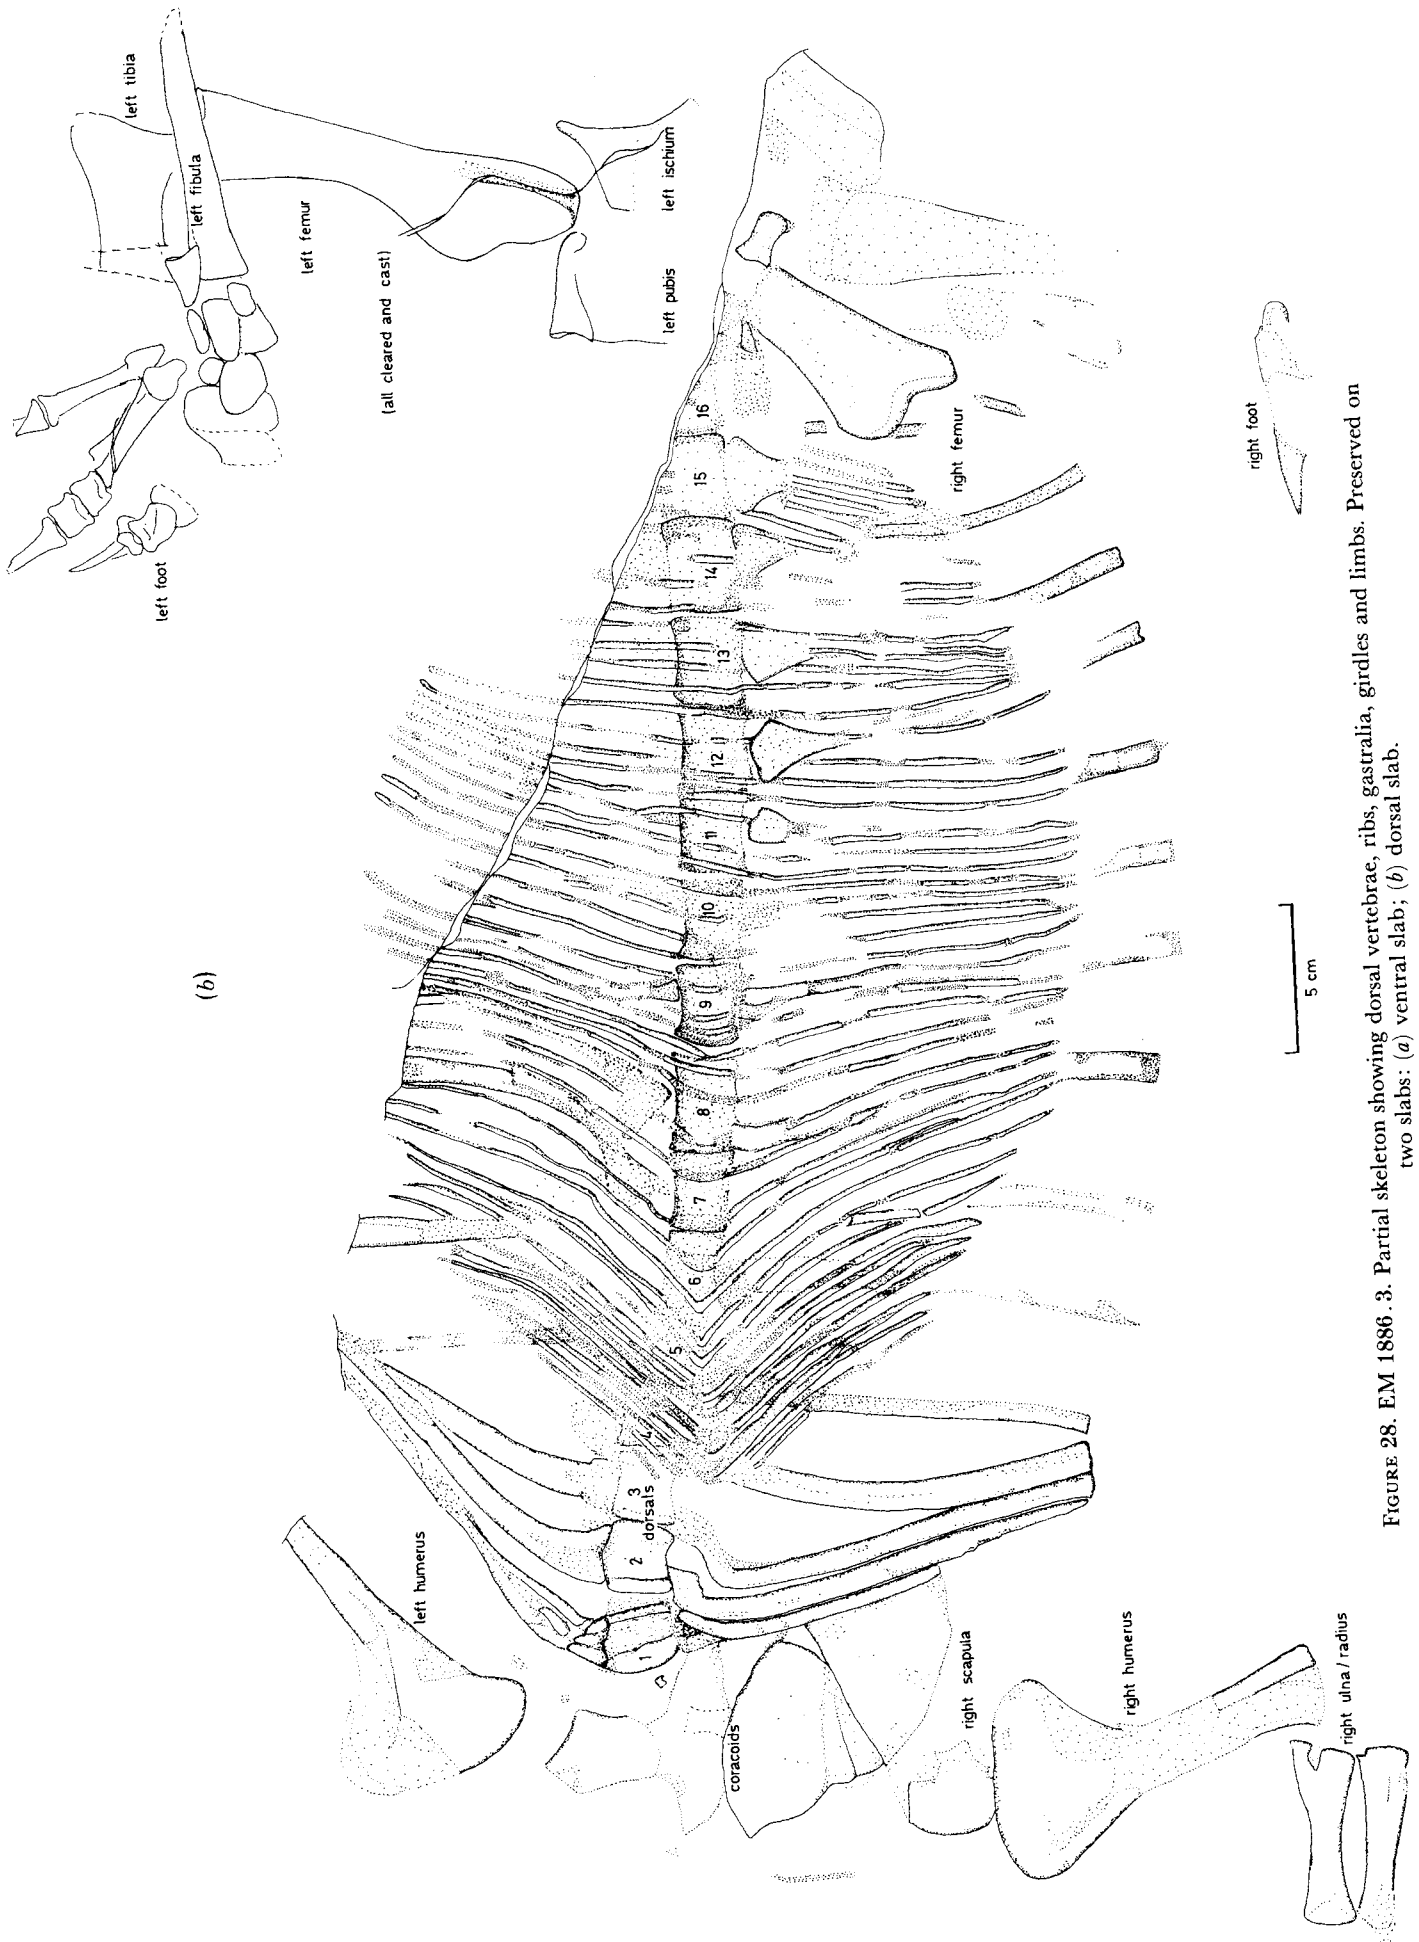 (b)
left humerus
1
2
3
dorsals
4
5
6
7
8
9
10
11
12
13
14
15
16
coracoids
right scapula
right humerus
right ulna/radius
right femur
right foot
left foot
left tibia
left fibula
left femur
(all cleared and cast)
left pubis
left ischium
5 cm
FIGURE 28. EM 1886.3. Partial skeleton showing dorsal vertebrae, ribs, gastralia, girdles and limbs. Preserved on
two slabs: (a) ventral slab; (b) dorsal slab.